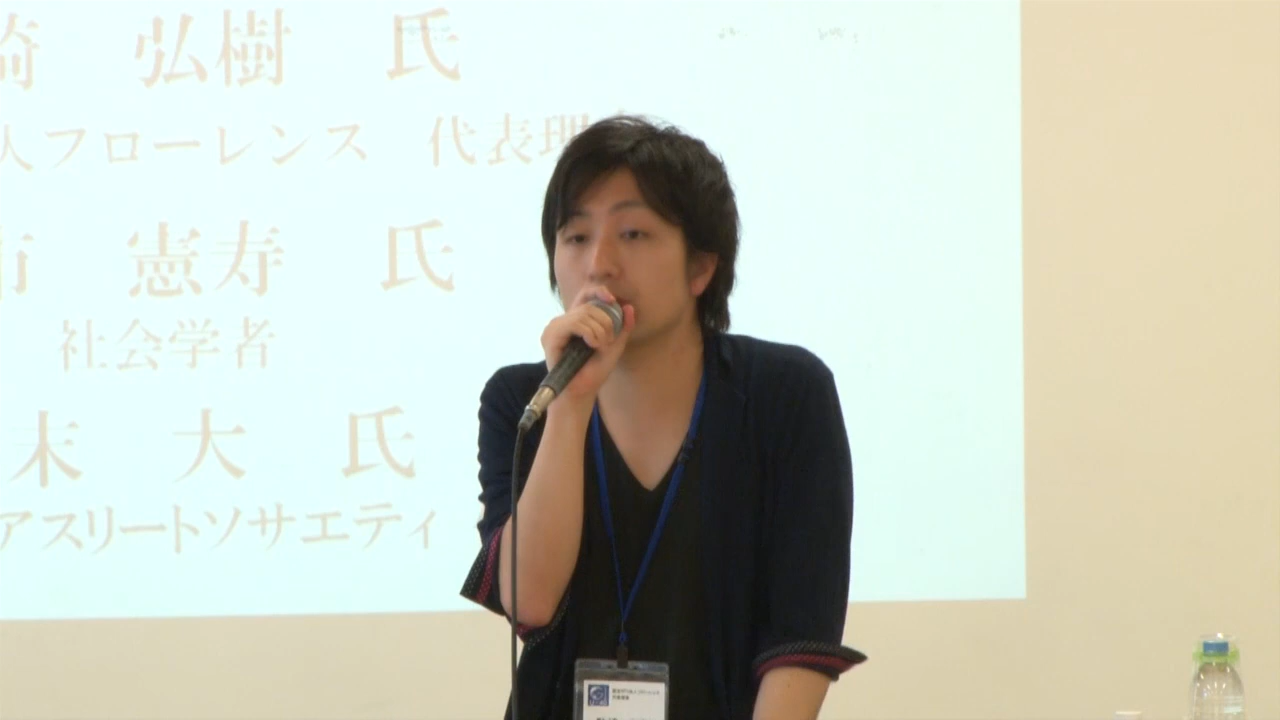 崎 弘樹 氏
人フローレンス 代表理
市 憲寿 氏
社会学者
末 大 氏
アスリートソサエティ